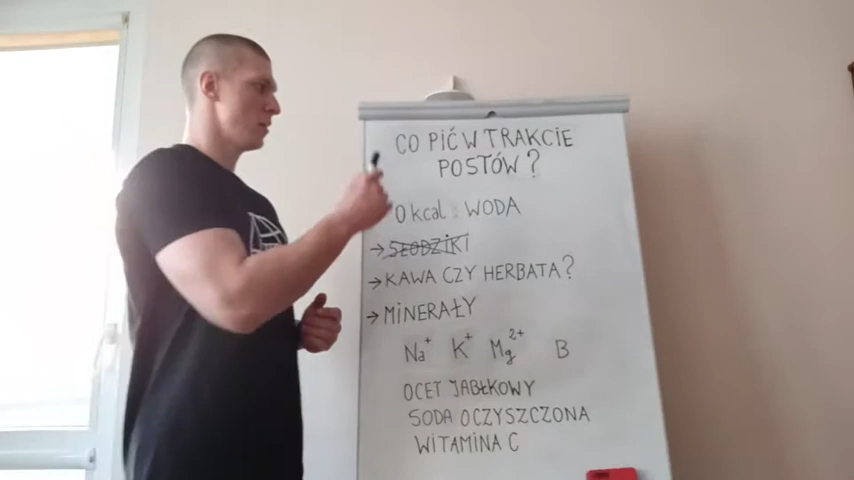 CO PIĆ W TRAKCIE
POSTÓW?
0 kcal : WODA
→ SŁODZIKI
→ KAWA CZY HERBATA?
→ MINERAŁY
Na⁺ K⁺ Mg²⁺ B
OCET JABŁKOWY
SODA OCZYSZCZONA
WITAMINA C